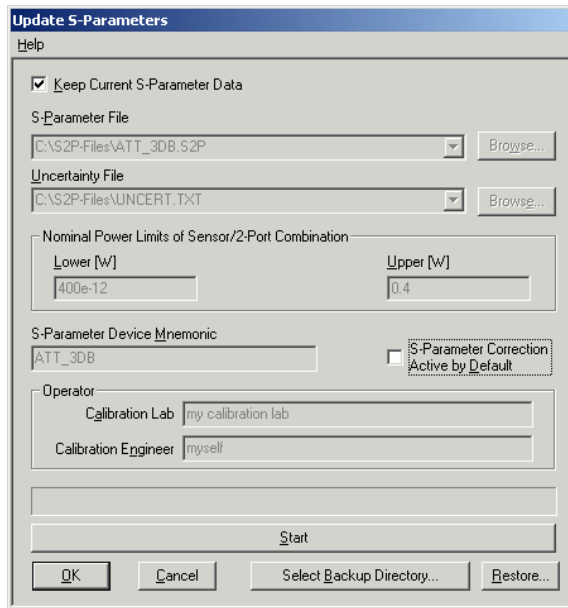 Update S-Parameters
Help
Keep Current S-Parameter Data
S-Parameter File
C:\S2P-Files\ATT_3DB.S2P
Browse...
Uncertainty File
C:\S2P-Files\UNCERT.TXT
Browse...
Nominal Power Limits of Sensor/2-Port Combination
Lower [W]
Upper [W]
400e-12
0.4
S-Parameter Device Mnemonic
ATT_3DB
S-Parameter Correction
Active by Default
Operator
Calibration Lab my calibration lab
Calibration Engineer myself
Start
OK Cancel Select Backup Directory... Restore...